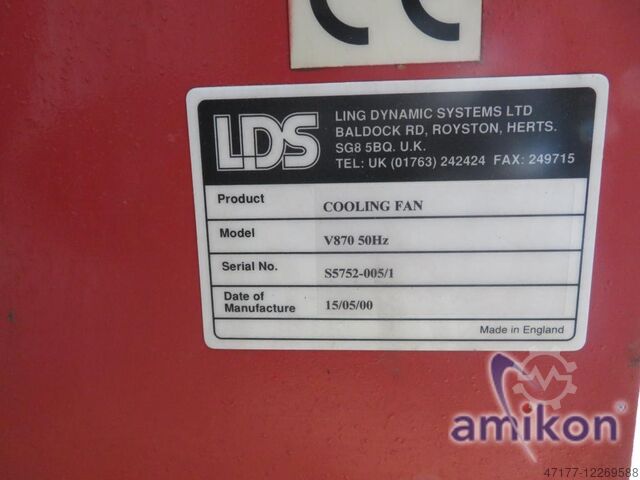 CE
LDS
LING DYNAMIC SYSTEMS LTD
BALDOCK RD, ROYSTON, HERTS.
SG8 5BQ. U.K.
TEL: UK (01763) 242424 FAX: 249715
Product COOLING FAN
Model V870 50Hz
Serial No. S5752-005/1
Date of
Manufacture 15/05/00
Made in England
amikon
47177-12269588